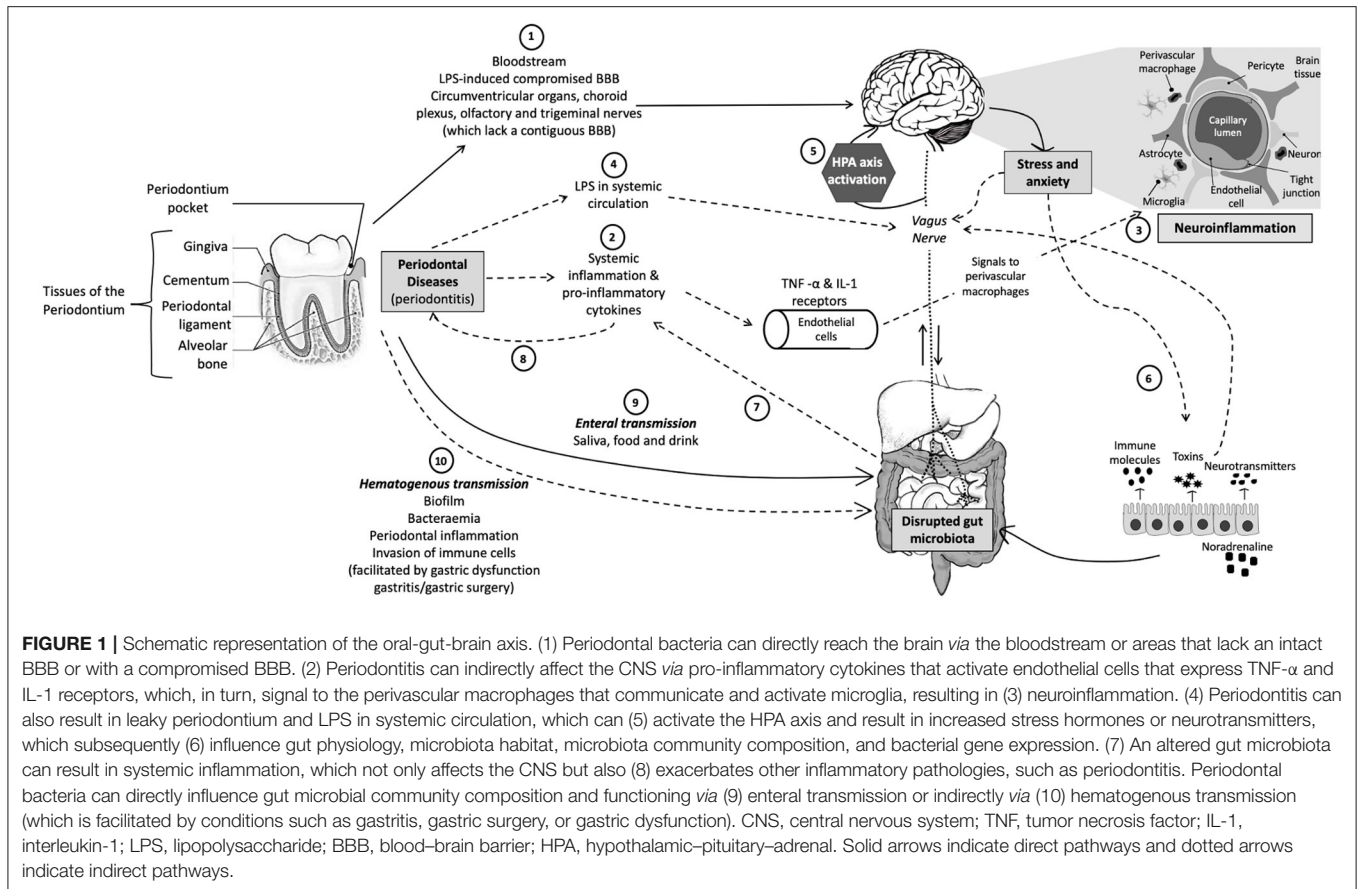 1
Bloodstream
LPS-induced compromised BBB
Circumventricular organs, choroid
plexus, olfactory and trigeminal nerves
(which lack a contiguous BBB)
Perivascular
macrophage
Pericyte
Brain
tissue
Capillary
lumen
Astrocyte
Neuron
Tight
junction
Endothelial
cell
Microglia
3
Neuroinflammation
5
HPA axis
activation
Stress and
anxiety
4
LPS in systemic
circulation
Vagus
Nerve
Periodontium
pocket
Gingiva
Cementum
Periodontal
ligament
Alveolar
bone
Tissues of the
Periodontium
Periodontal
Diseases
(periodontitis)
2
Systemic
inflammation &
pro-inflammatory
cytokines
8
TNF -α & IL-1
receptors
Endothelial
cells
Signals to
perivascular
macrophages
6
7
9
Enteral transmission
Saliva, food and drink
10
Hematogenous transmission
Biofilm
Bacteraemia
Periodontal inflammation
Invasion of immune cells
(facilitated by gastric dysfunction
gastritis/gastric surgery)
Disrupted gut
microbiota
Immune
molecules
Toxins
Neurotransmitters
Noradrenaline
FIGURE 1 | Schematic representation of the oral-gut-brain axis. (1) Periodontal bacteria can directly reach the brain via the bloodstream or areas that lack an intact
BBB or with a compromised BBB. (2) Periodontitis can indirectly affect the CNS via pro-inflammatory cytokines that activate endothelial cells that express TNF-α and
IL-1 receptors, which, in turn, signal to the perivascular macrophages that communicate and activate microglia, resulting in (3) neuroinflammation. (4) Periodontitis can
also result in leaky periodontium and LPS in systemic circulation, which can (5) activate the HPA axis and result in increased stress hormones or neurotransmitters,
which subsequently (6) influence gut physiology, microbiota habitat, microbiota community composition, and bacterial gene expression. (7) An altered gut microbiota
can result in systemic inflammation, which not only affects the CNS but also (8) exacerbates other inflammatory pathologies, such as periodontitis. Periodontal
bacteria can directly influence gut microbial community composition and functioning via (9) enteral transmission or indirectly via (10) hematogenous transmission
(which is facilitated by conditions such as gastritis, gastric surgery, or gastric dysfunction). CNS, central nervous system; TNF, tumor necrosis factor; IL-1,
interleukin-1; LPS, lipopolysaccharide; BBB, blood–brain barrier; HPA, hypothalamic–pituitary–adrenal. Solid arrows indicate direct pathways and dotted arrows
indicate indirect pathways.